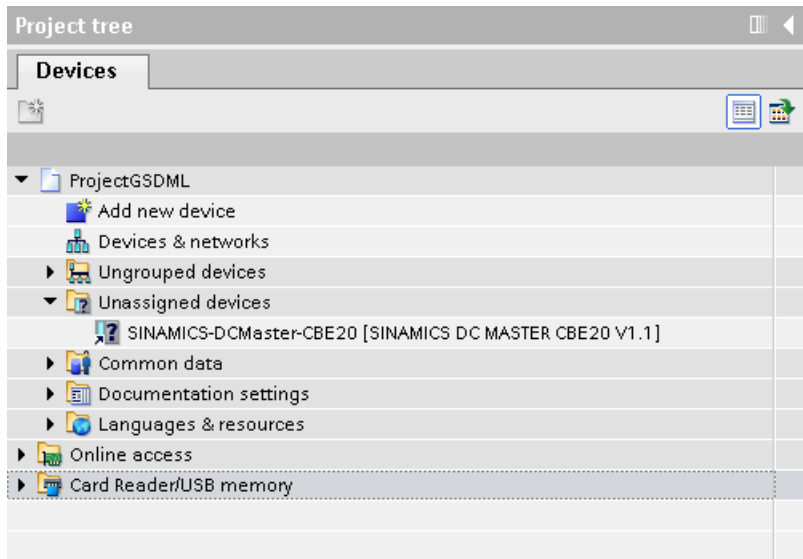 Project tree
Devices
ProjectGSDML
Add new device
Devices & networks
Ungrouped devices
Unassigned devices
SINAMICS-DCMaster-CBE20 [SINAMICS DC MASTER CBE20 V1.1]
Common data
Documentation settings
Languages & resources
Online access
Card Reader/USB memory